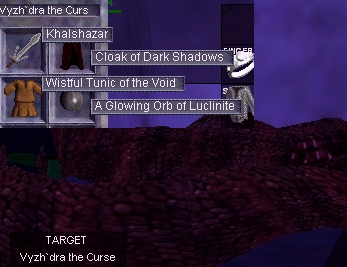 Vyzh`dra the Curs
Khalshazar
Cloak of Dark Shadows
Wistful Tunic of the Void
A Glowing Orb of Luclinite
TARGET
Vyzh`dra the Curse